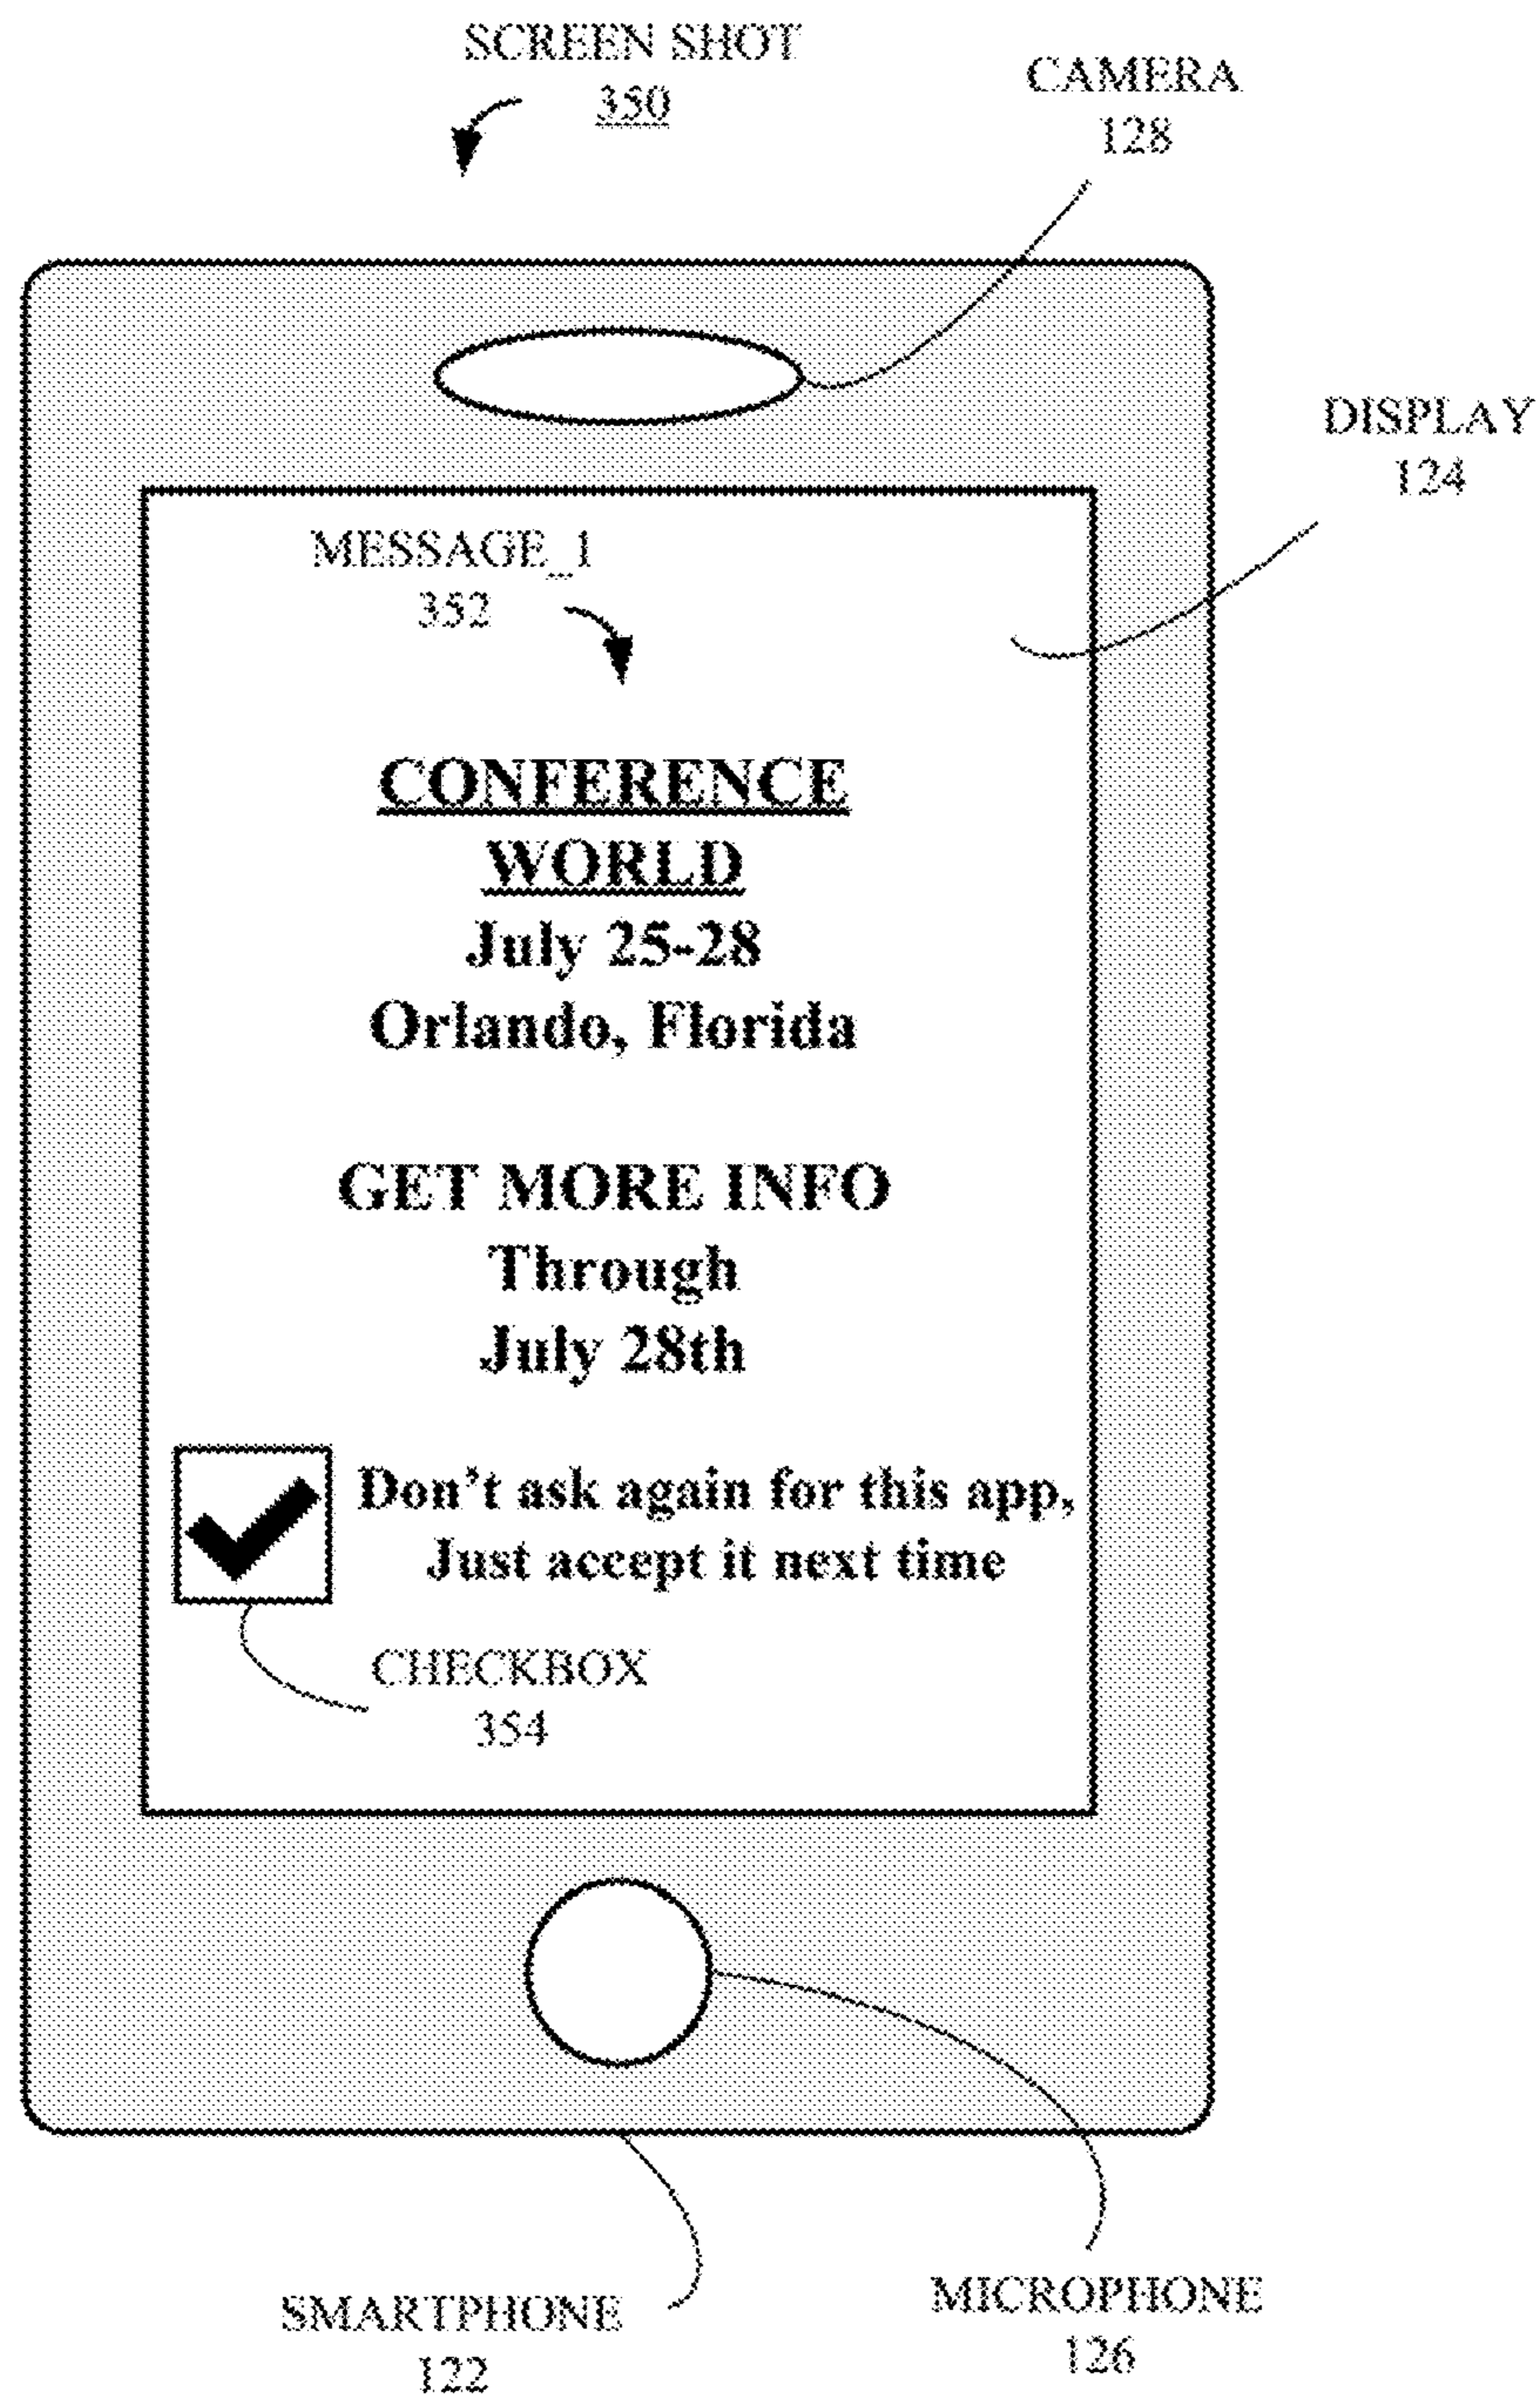 SCREEN SHOT
350
CAMERA
128
DISPLAY
124
MESSAGE_1
352
CONFERENCE
WORLD
July 25-28
Orlando, Florida
GET MORE INFO
Through
July 28th
Don't ask again for this app,
Just accept it next time
CHECKBOX
354
SMARTPHONE
122
MICROPHONE
126